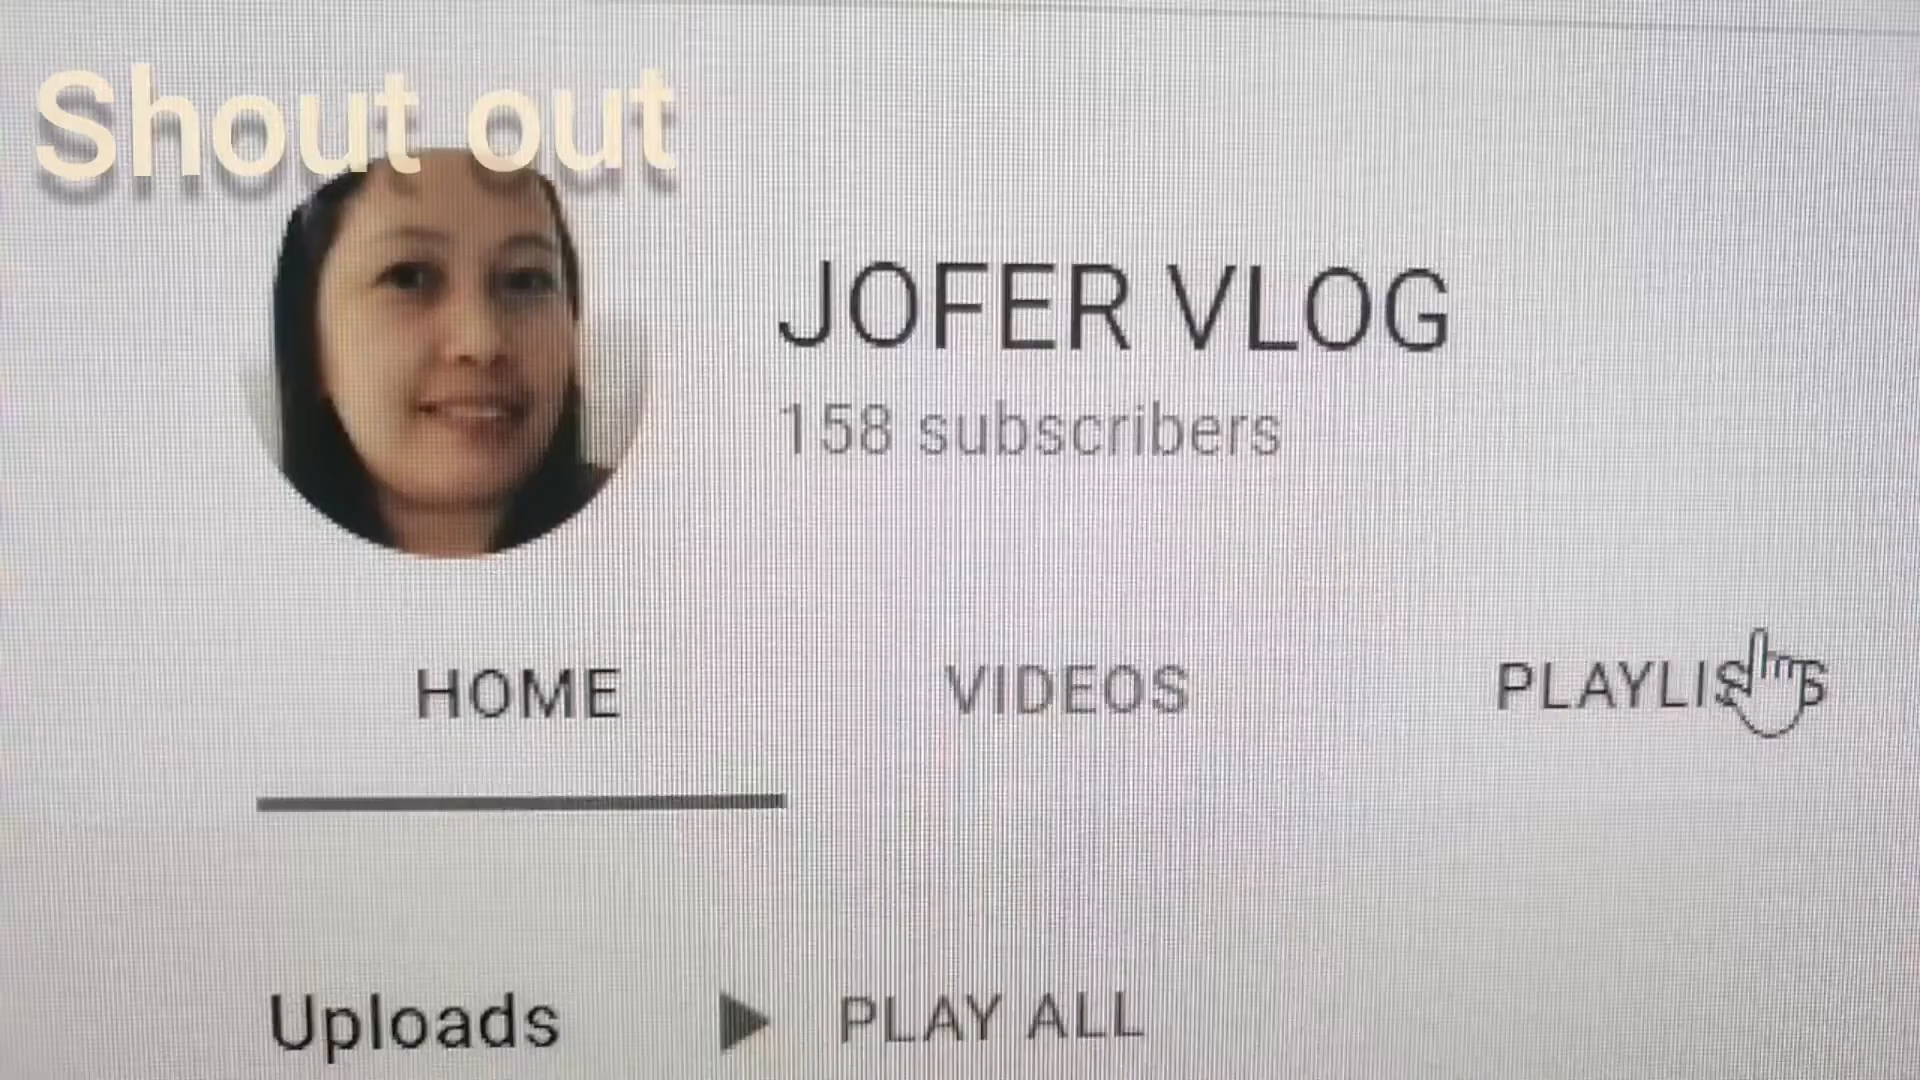 Shout out
JOFER VLOG
158 subscribers
HOME
VIDEOS
PLAYLISTS
Uploads
PLAY ALL